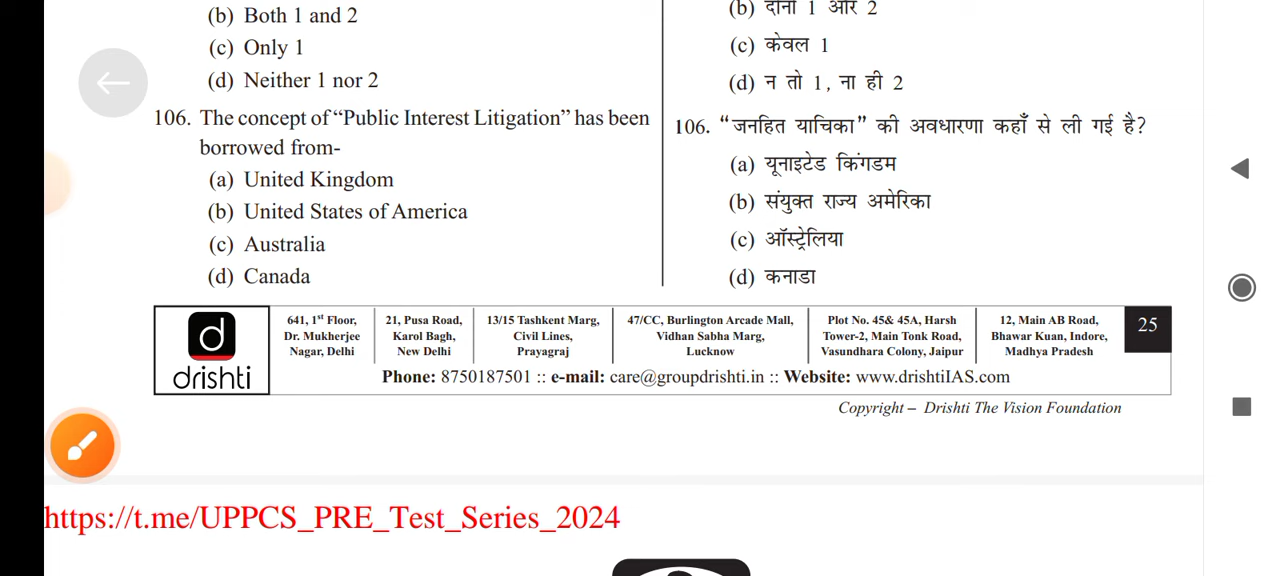 (b) Both 1 and 2
(c) Only 1
(d) Neither 1 nor 2
106. The concept of “Public Interest Litigation” has been
borrowed from-
(a) United Kingdom
(b) United States of America
(c) Australia
(d) Canada
(b) दोनों 1 और 2
(c) केवल 1
(d) न तो 1, ना ही 2
106. “जनहित याचिका” की अवधारणा कहाँ से ली गई है?
(a) यूनाइटेड किंगडम
(b) संयुक्त राज्य अमेरिका
(c) ऑस्ट्रेलिया
(d) कनाडा
d
drishti
641, 1st Floor,
Dr. Mukherjee
Nagar, Delhi
21, Pusa Road,
Karol Bagh,
New Delhi
13/15 Tashkent Marg,
Civil Lines,
Prayagraj
47/CC, Burlington Arcade Mall,
Vidhan Sabha Marg,
Lucknow
Plot No. 45& 45A, Harsh
Tower-2, Main Tonk Road,
Vasundhara Colony, Jaipur
12, Main AB Road,
Bhawar Kuan, Indore,
Madhya Pradesh
25
Phone: 8750187501 :: e-mail: care@groupdrishti.in :: Website: www.drishtiIAS.com
Copyright – Drishti The Vision Foundation
https://t.me/UPPCS_PRE_Test_Series_2024